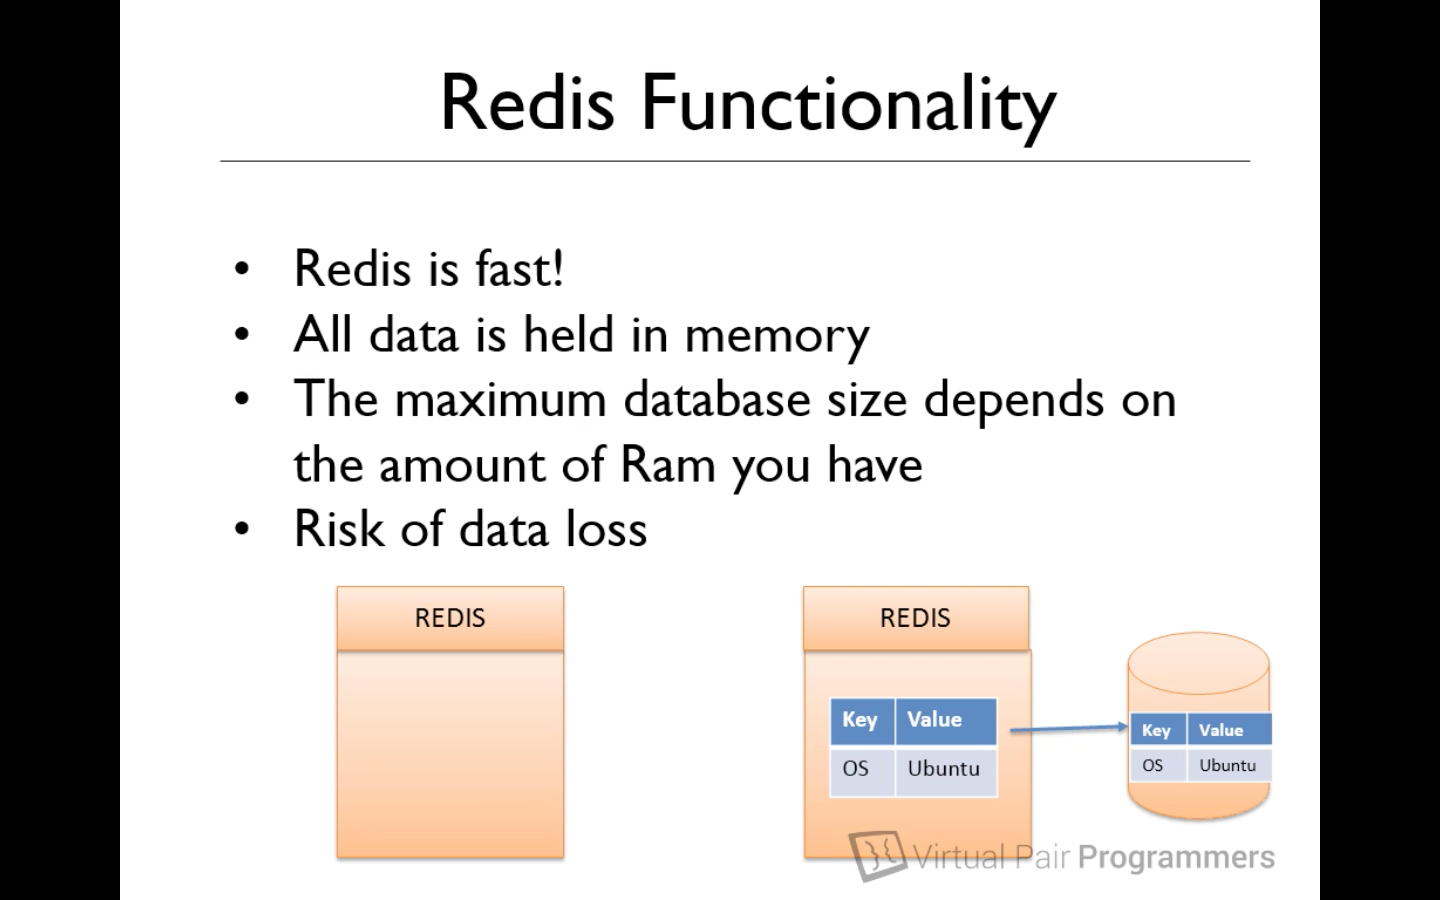 Redis Functionality
• Redis is fast!
• All data is held in memory
• The maximum database size depends on
the amount of Ram you have
• Risk of data loss
REDIS
REDIS
Key Value
OS Ubuntu
Key Value
OS Ubuntu
Virtual Pair Programmers